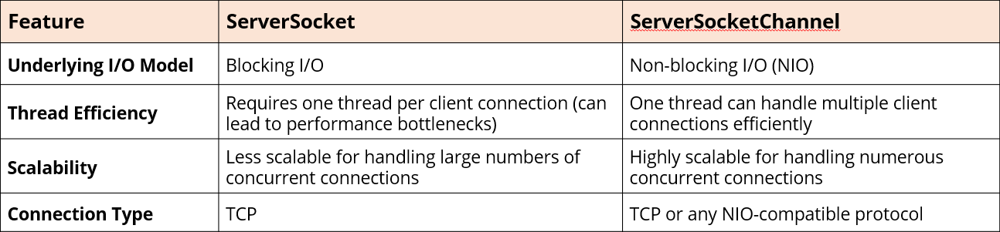 Feature ServerSocket ServerSocketChannel
Underlying I/O Model Blocking I/O Non-blocking I/O (NIO)
Thread Efficiency
Requires one thread per client connection (can
lead to performance bottlenecks)
One thread can handle multiple client
connections efficiently
Scalability
Less scalable for handling large numbers of
concurrent connections
Highly scalable for handling numerous
concurrent connections
Connection Type TCP TCP or any NIO-compatible protocol